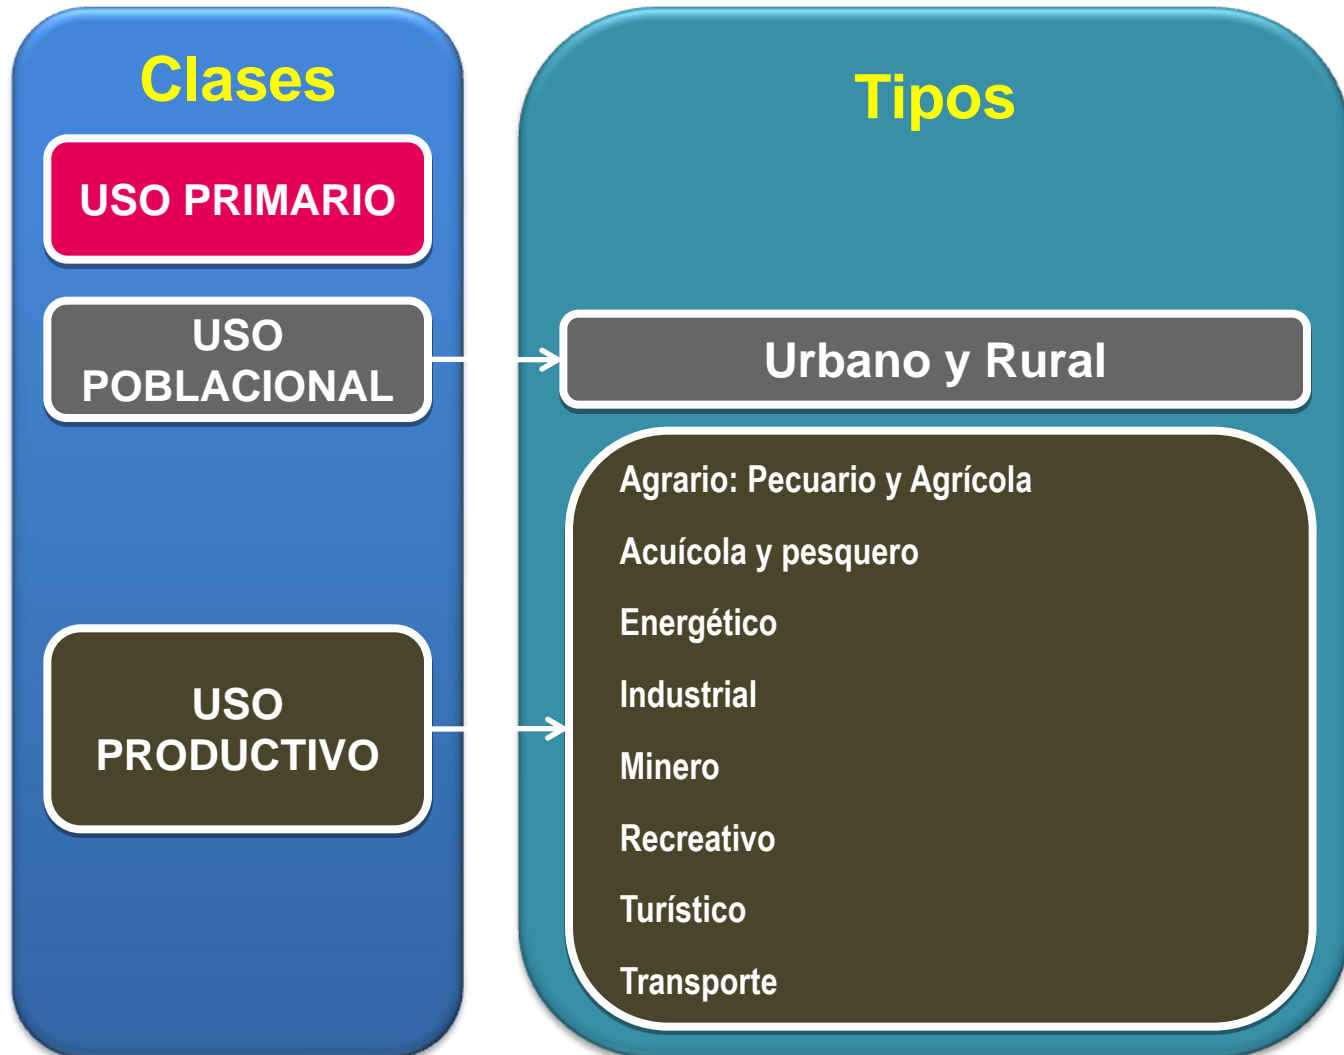 Clases
USO PRIMARIO
USO
POBLACIONAL
USO
PRODUCTIVO
Tipos
Urbano y Rural
Agrario: Pecuario y Agrícola
Acuícola y pesquero
Energético
Industrial
Minero
Recreativo
Turístico
Transporte